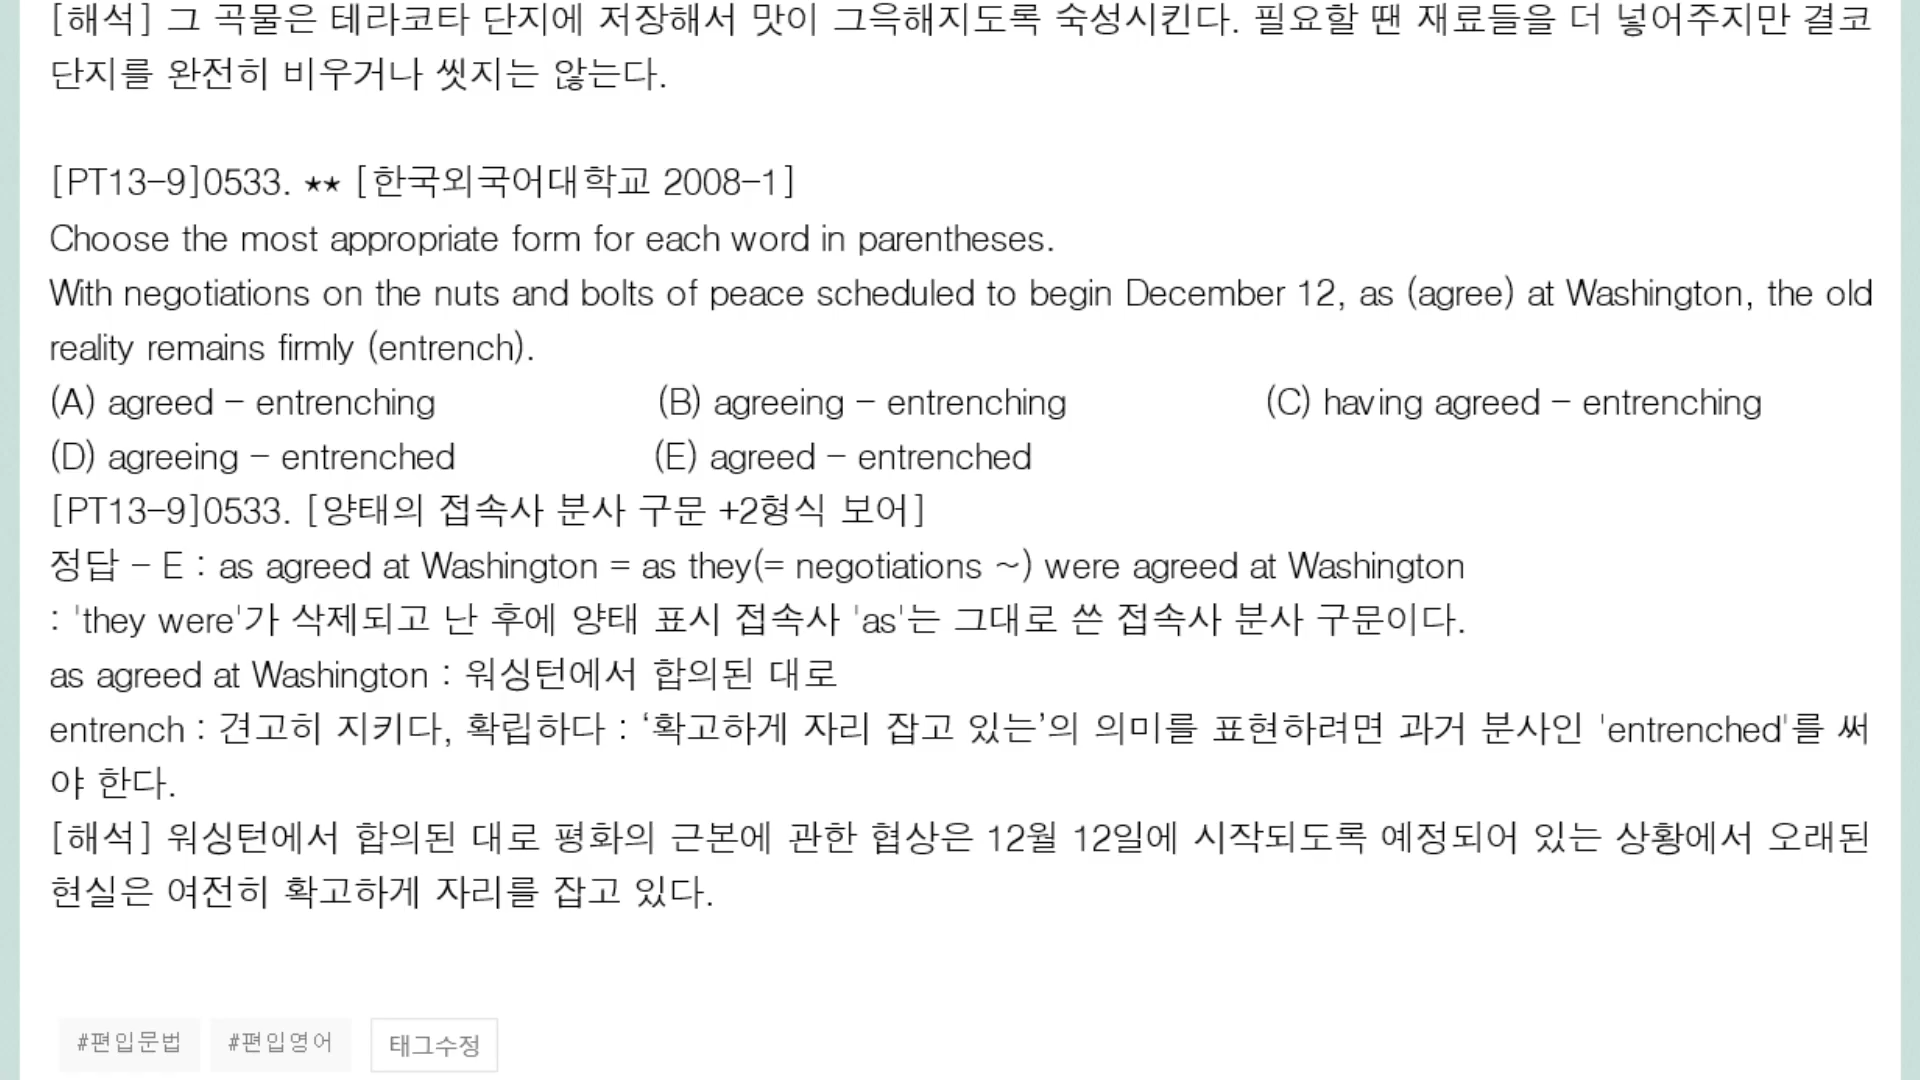 [해석] 그 곡물은 테라코타 단지에 저장해서 맛이 그윽해지도록 숙성시킨다. 필요할 땐 재료들을 더 넣어주지만 결코
단지를 완전히 비우거나 씻지는 않는다.
[PT13-9]0533. ★★ [한국외국어대학교 2008-1]
Choose the most appropriate form for each word in parentheses.
With negotiations on the nuts and bolts of peace scheduled to begin December 12, as (agree) at Washington, the old
reality remains firmly (entrench).
(A) agreed - entrenching (B) agreeing - entrenching (C) having agreed - entrenching
(D) agreeing - entrenched (E) agreed - entrenched
[PT13-9]0533. [양태의 접속사 분사 구문 +2형식 보어]
정답 - E : as agreed at Washington = as they(= negotiations ~) were agreed at Washington
: 'they were'가 삭제되고 난 후에 양태 표시 접속사 'as'는 그대로 쓴 접속사 분사 구문이다.
as agreed at Washington : 워싱턴에서 합의된 대로
entrench : 견고히 지키다, 확립하다 : ‘확고하게 자리 잡고 있는’의 의미를 표현하려면 과거 분사인 'entrenched'를 써
야 한다.
[해석] 워싱턴에서 합의된 대로 평화의 근본에 관한 협상은 12월 12일에 시작되도록 예정되어 있는 상황에서 오래된
현실은 여전히 확고하게 자리를 잡고 있다.
#편입문법 #편입영어 태그수정